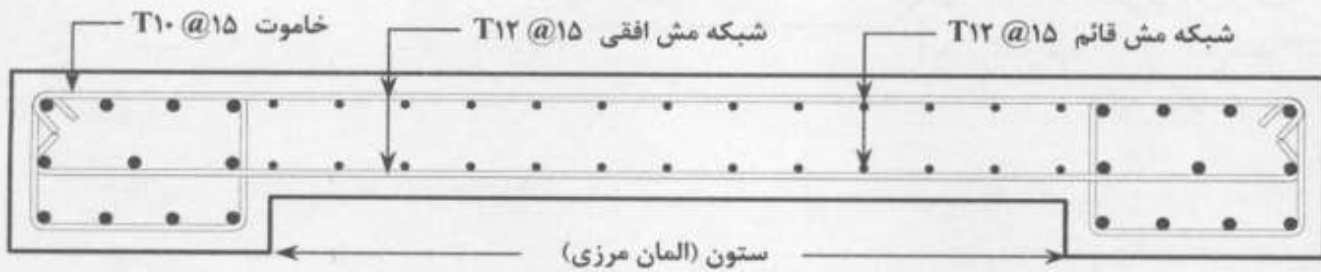 شبکه مش قائم T۱۲ @۱۵
شبکه مش افقی T۱۲ @۱۵
خاموت T۱۰ @۱۵
ستون (المان مرزی)